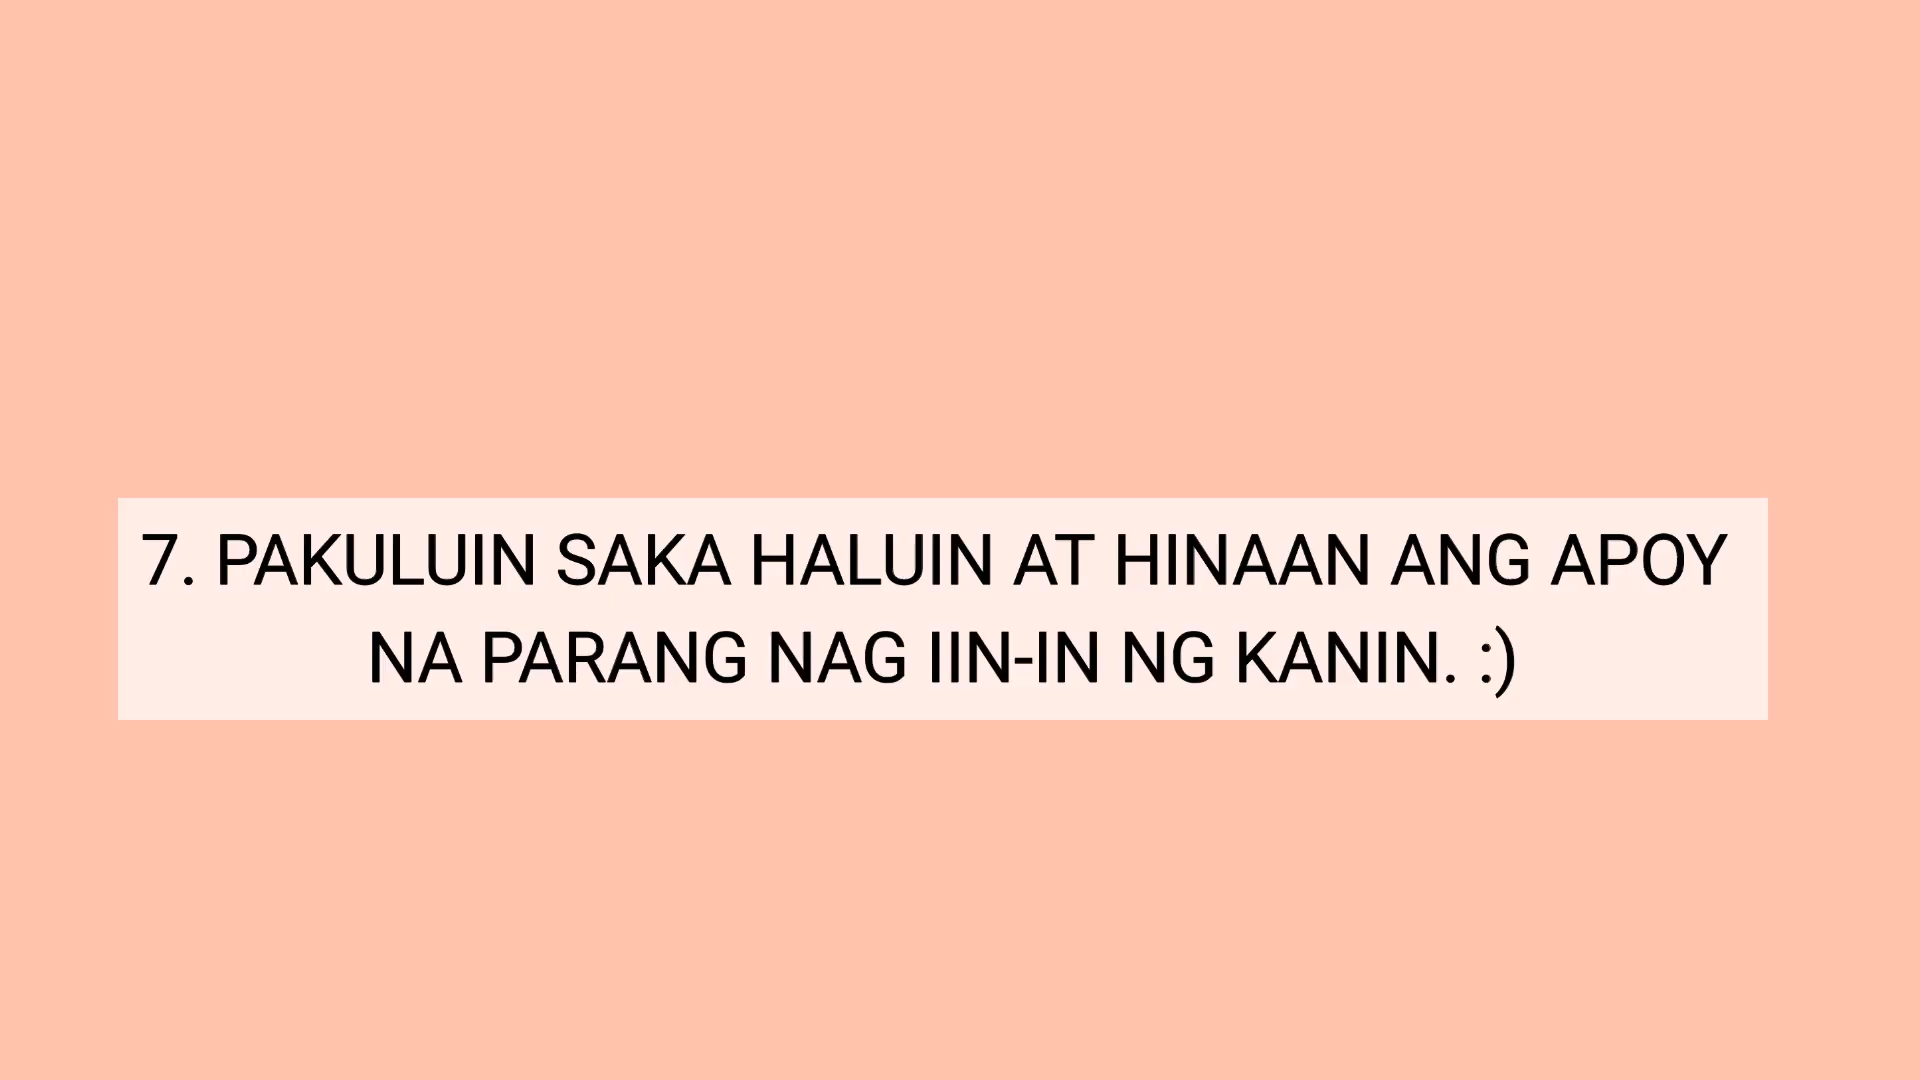 7. PAKULUIN SAKA HALUIN AT HINAAN ANG APOY
NA PARANG NAG IIN-IN NG KANIN. :)